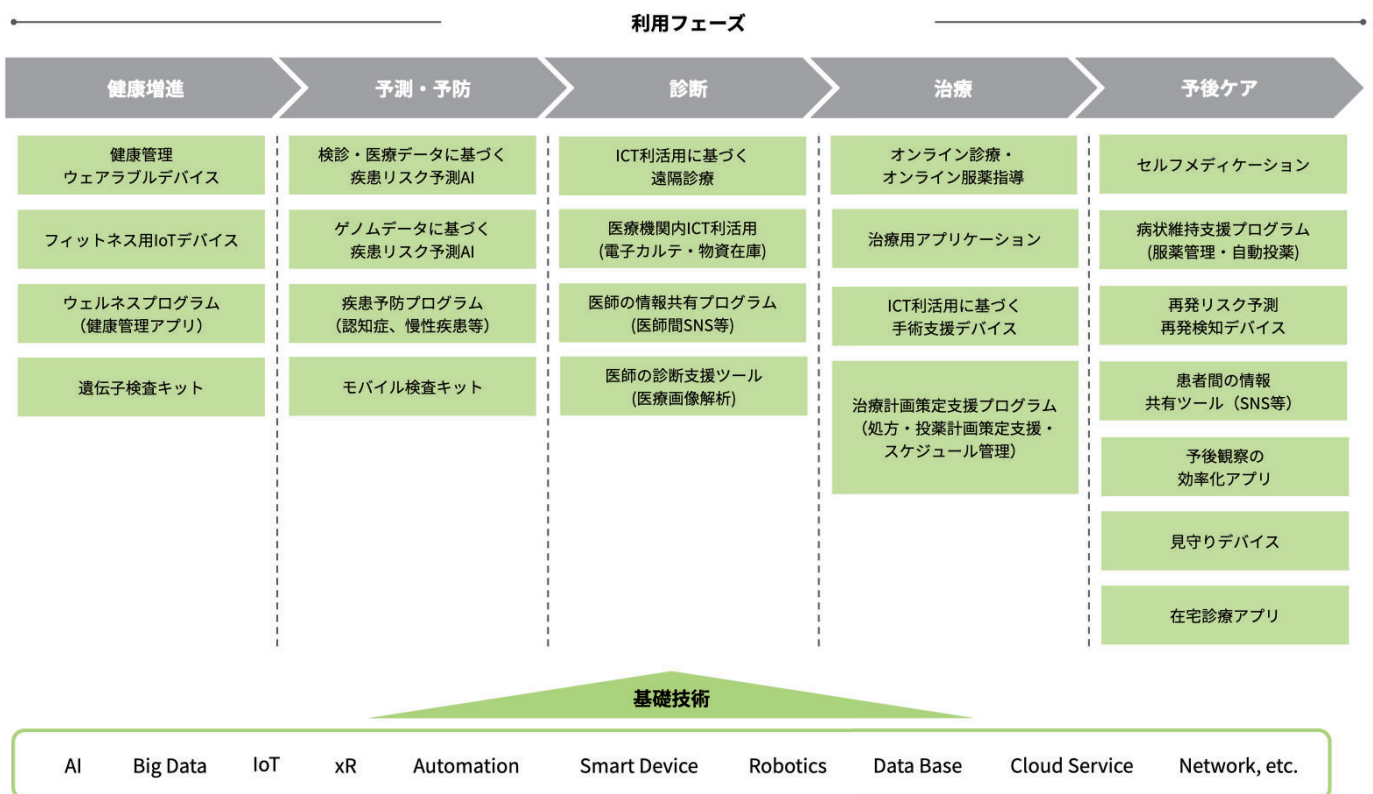 利用フェーズ
健康増進
予測・予防
診断
治療
予後ケア
健康管理
ウェアラブルデバイス
フィットネス用IoTデバイス
ウェルネスプログラム
（健康管理アプリ）
遺伝子検査キット
検診・医療データに基づく
疾患リスク予測AI
ゲノムデータに基づく
疾患リスク予測AI
疾患予防プログラム
（認知症、慢性疾患等）
モバイル検査キット
ICT利活用に基づく
遠隔診療
医療機関内ICT利活用
(電子カルテ・物資在庫)
医師の情報共有プログラム
(医師間SNS等)
医師の診断支援ツール
(医療画像解析)
オンライン診療・
オンライン服薬指導
治療用アプリケーション
ICT利活用に基づく
手術支援デバイス
治療計画策定支援プログラム
（処方・投薬計画策定支援・
スケジュール管理）
セルフメディケーション
病状維持支援プログラム
(服薬管理・自動投薬)
再発リスク予測
再発検知デバイス
患者間の情報
共有ツール（SNS等）
予後観察の
効率化アプリ
見守りデバイス
在宅診療アプリ
基礎技術
AI Big Data IoT xR Automation Smart Device Robotics Data Base Cloud Service Network, etc.